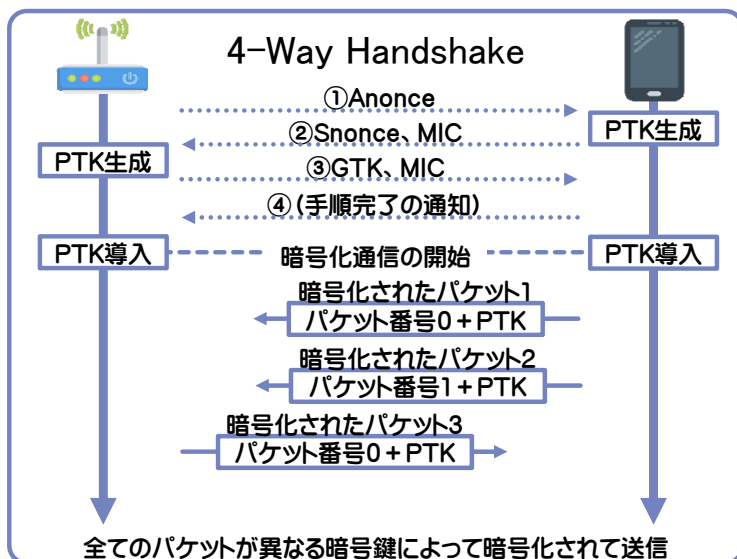 4-Way Handshake
①Anonce
PTK生成
②Snonce、MIC
PTK生成
③GTK、MIC
④(手順完了の通知)
PTK導入
暗号化通信の開始
PTK導入
暗号化されたパケット1
パケット番号0+PTK
暗号化されたパケット2
パケット番号1+PTK
暗号化されたパケット3
パケット番号0+PTK
全てのパケットが異なる暗号鍵によって暗号化されて送信